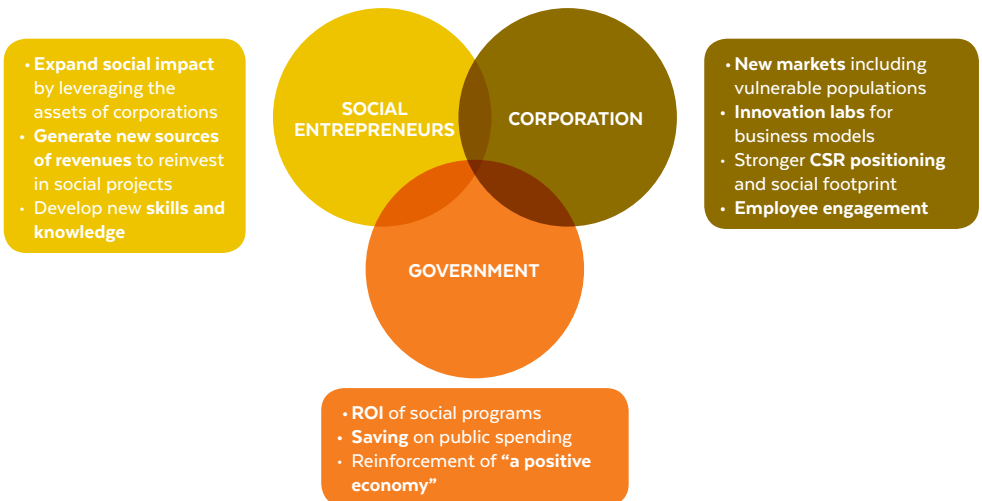 • Expand social impact
by leveraging the
assets of corporations
• Generate new sources
of revenues to reinvest
in social projects
• Develop new skills and
knowledge
SOCIAL
ENTREPRENEURS
CORPORATION
GOVERNMENT
• New markets including
vulnerable populations
• Innovation labs for
business models
• Stronger CSR positioning
and social footprint
• Employee engagement
• ROI of social programs
• Saving on public spending
• Reinforcement of “a positive
economy”